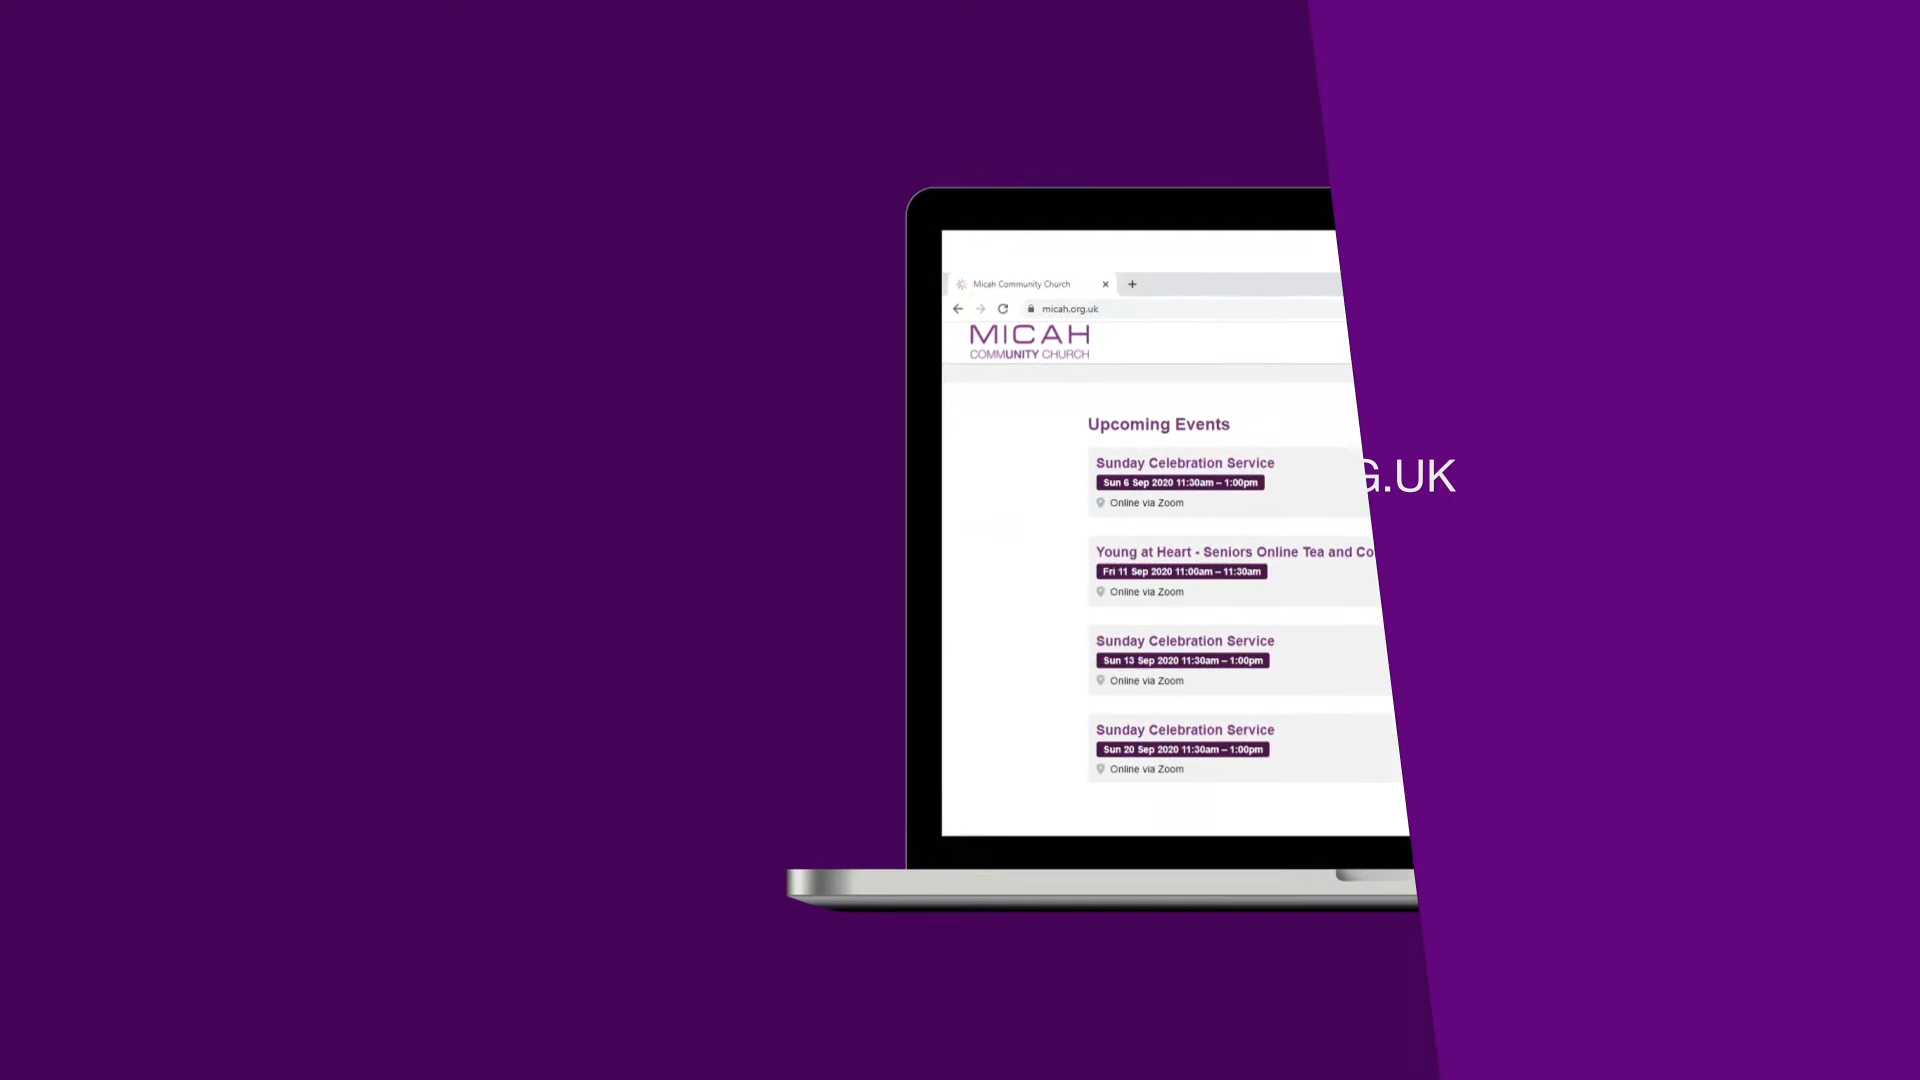 Micah Community Church
micah.org.uk
MICAH
COMMUNITY CHURCH
Upcoming Events
Sunday Celebration Service
Sun 6 Sep 2020 11:30am – 1:00pm
Online via Zoom
G.UK
Young at Heart - Seniors Online Tea and Co
Fri 11 Sep 2020 11:00am – 11:30am
Online via Zoom
Sunday Celebration Service
Sun 13 Sep 2020 11:30am – 1:00pm
Online via Zoom
Sunday Celebration Service
Sun 20 Sep 2020 11:30am – 1:00pm
Online via Zoom